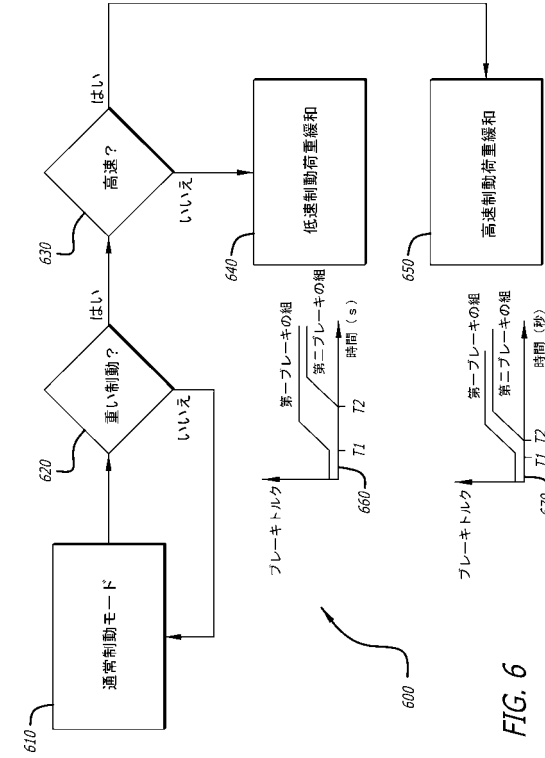 610
通常制動モード
620
重い制動?
はい
いいえ
630
高速?
はい
いいえ
640
低速制動荷重緩和
650
高速制動荷重緩和
ブレーキトルク
第一ブレーキの組
第二ブレーキの組
時間 (s)
T1
T2
660
ブレーキトルク
第一ブレーキの組
第二ブレーキの組
時間 (秒)
T1
T2
670
600
FIG. 6